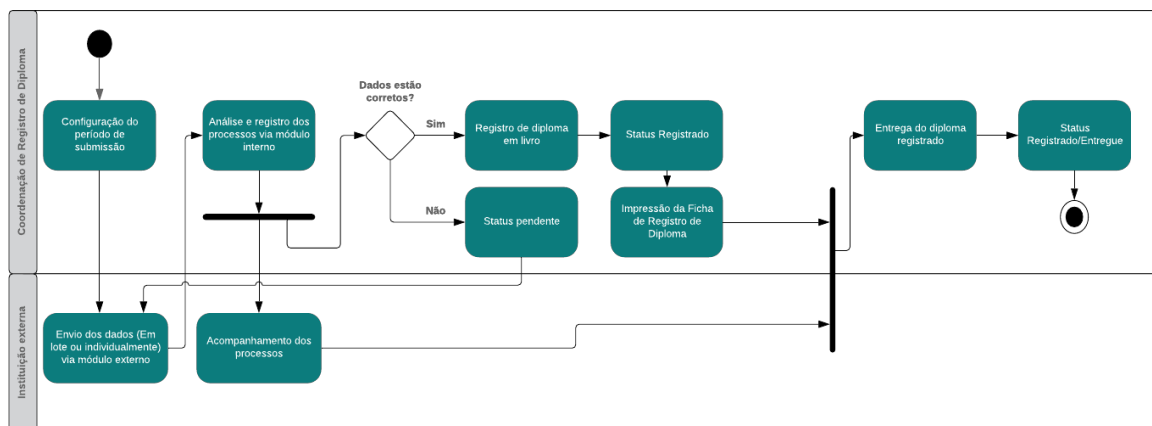 Coordenação de Registro de Diploma
Configuração do
período de
submissão
Análise e registro dos
processos via módulo
interno
Dados estão
corretos?
Sim
Não
Registro de diploma
em livro
Status Registrado
Status pendente
Impressão da Ficha
de Registro de
Diploma
Entrega do diploma
registrado
Status
Registrado/Entregue
Instituição externa
Envio dos dados (Em
lote ou individualmente)
via módulo externo
Acompanhamento dos
processos